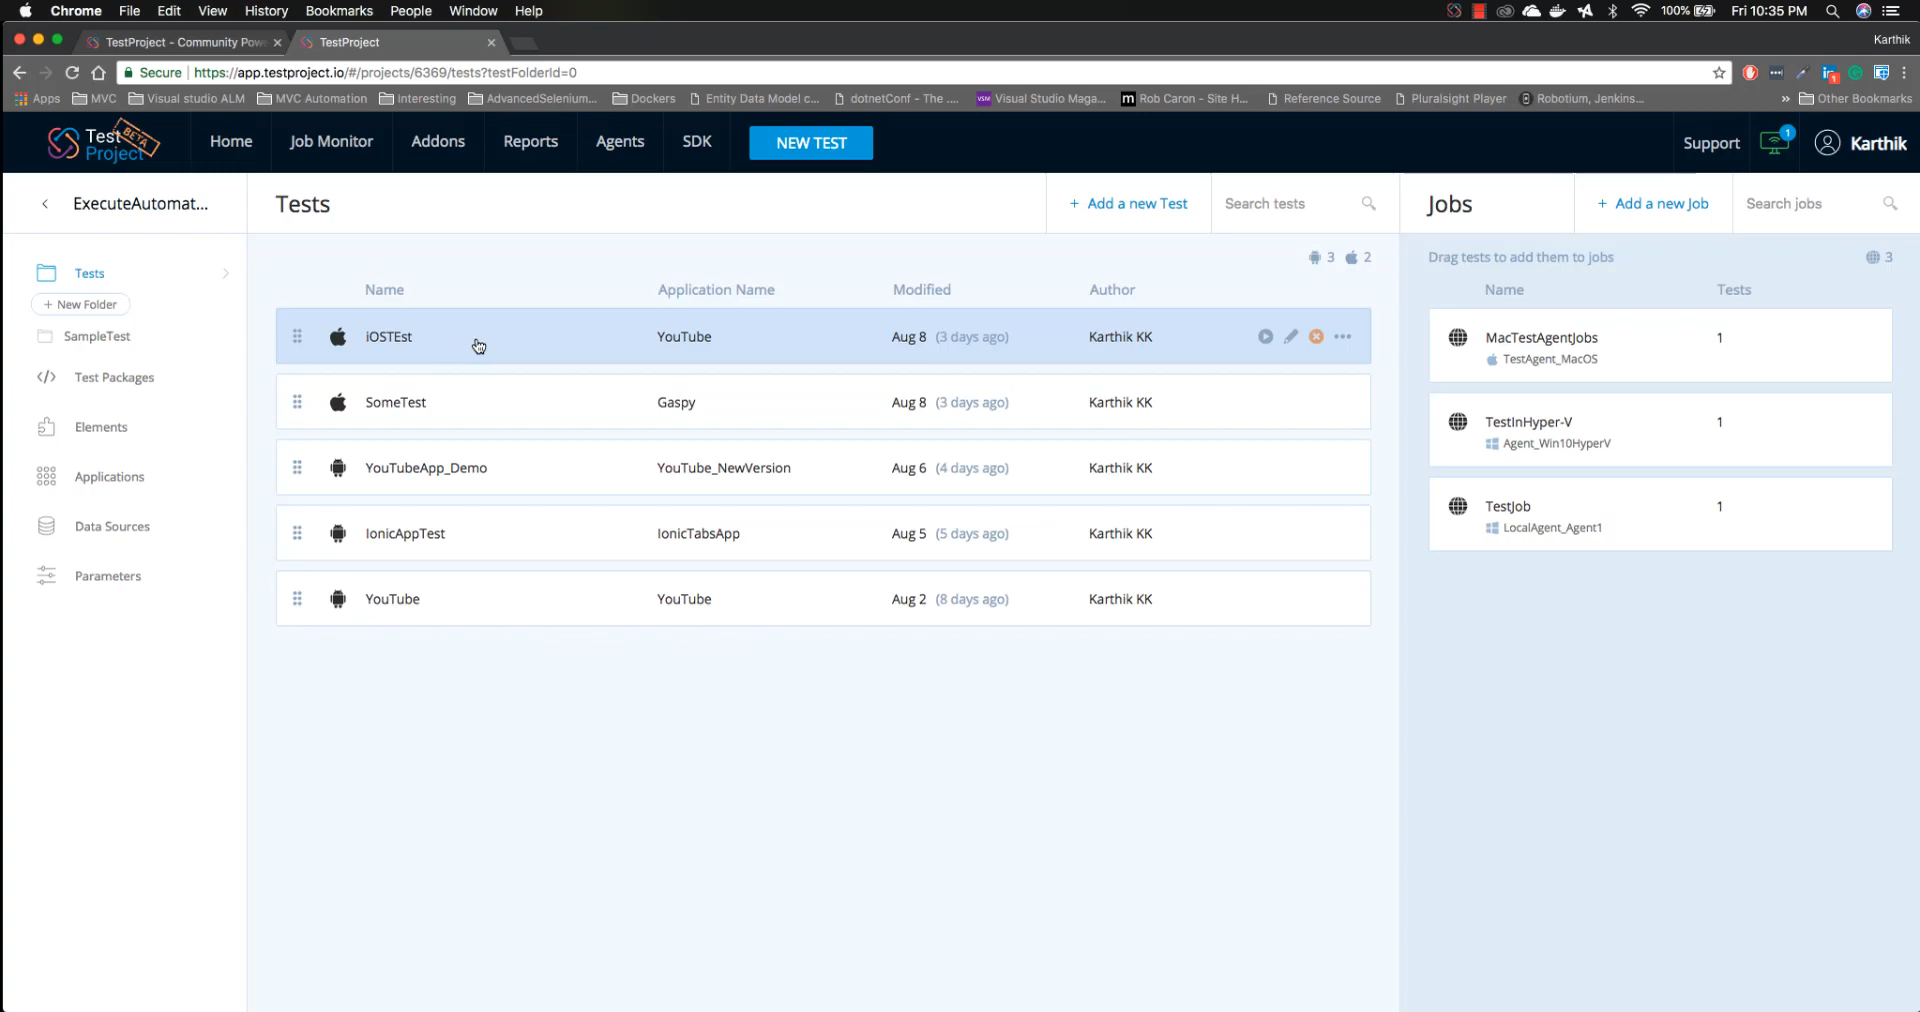 Chrome File Edit View History Bookmarks People Window Help 100% Fri 10:35 PM
TestProject - Community Pow TestProject Karthik
Secure https://app.testproject.io/#/projects/6369/tests?testFolderId=0
Apps MVC Visual studio ALM MVC Automation Interesting AdvancedSelenium... Dockers Entity Data Model c... dotnetConf - The .... Visual Studio Maga... Rob Caron - Site H... Reference Source Pluralsight Player Robotium, Jenkins... » Other Bookmarks
Test Project BETA Home Job Monitor Addons Reports Agents SDK NEW TEST Support 1 Karthik
ExecuteAutomat... Tests + Add a new Test Search tests Jobs + Add a new Job Search jobs
3 2 Drag tests to add them to jobs 3
Tests
+ New Folder
SampleTest
Test Packages
Elements
Applications
Data Sources
Parameters
Name Application Name Modified Author
iOSTEst YouTube Aug 8 (3 days ago) Karthik KK
SomeTest Gaspy Aug 8 (3 days ago) Karthik KK
YouTubeApp_Demo YouTube_NewVersion Aug 6 (4 days ago) Karthik KK
IonicAppTest IonicTabsApp Aug 5 (5 days ago) Karthik KK
YouTube YouTube Aug 2 (8 days ago) Karthik KK
Name Tests
MacTestAgentJobs 1
TestAgent_MacOS
TestInHyper-V 1
Agent_Win10HyperV
TestJob 1
LocalAgent_Agent1